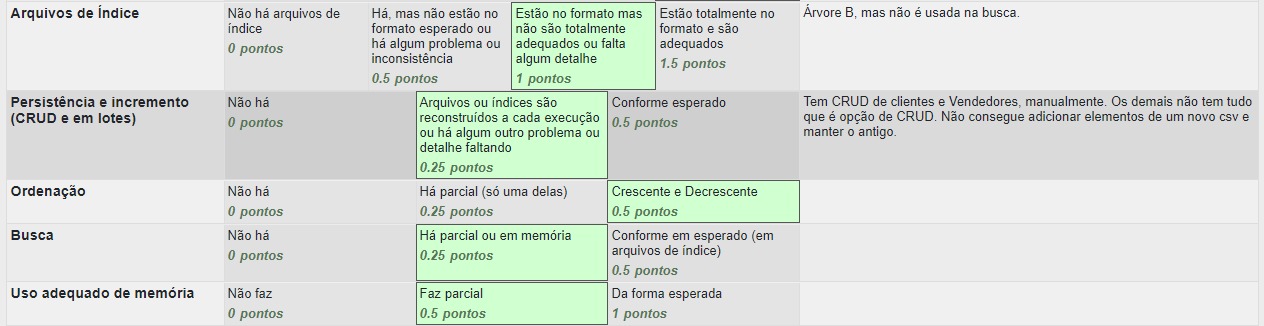 Arquivos de Índice
Não há arquivos de
índice
0 pontos
Há, mas não estão no
formato esperado ou
há algum problema ou
inconsistência
0.5 pontos
Estão no formato mas
não são totalmente
adequados ou falta
algum detalhe
1 pontos
Estão totalmente no
formato e são
adequados
1.5 pontos
Árvore B, mas não é usada na busca.
Persistência e incremento
(CRUD e em lotes)
Não há
0 pontos
Arquivos ou índices são
reconstruídos a cada execução
ou há algum outro problema ou
detalhe faltando
0.25 pontos
Conforme esperado
0.5 pontos
Tem CRUD de clientes e Vendedores, manualmente. Os demais não tem tudo
que é opção de CRUD. Não consegue adicionar elementos de um novo csv e
manter o antigo.
Ordenação
Não há
0 pontos
Há parcial (só uma delas)
0.25 pontos
Crescente e Decrescente
0.5 pontos
Busca
Não há
0 pontos
Há parcial ou em memória
0.25 pontos
Conforme em esperado (em
arquivos de índice)
0.5 pontos
Uso adequado de memória
Não faz
0 pontos
Faz parcial
0.5 pontos
Da forma esperada
1 pontos